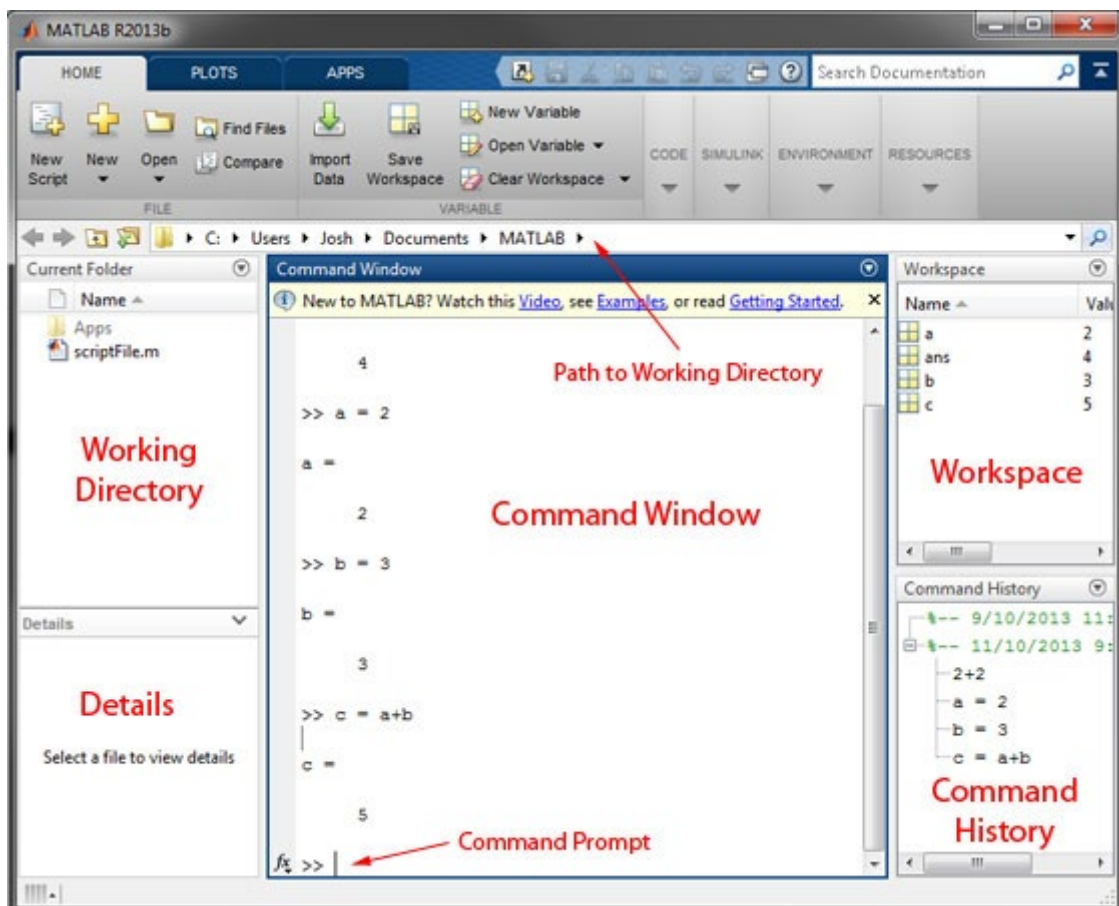 MATLAB R2013b
HOME PLOTS APPS Search Documentation
New Script
New
Open
Find Files
Compare
FILE
Import Data
Save Workspace
New Variable
Open Variable
Clear Workspace
VARIABLE
CODE SIMULINK ENVIRONMENT RESOURCES
C: Users Josh Documents MATLAB
Current Folder
Name
Apps
scriptFile.m
Working
Directory
Details
Details
Select a file to view details
Command Window
New to MATLAB? Watch this Video, see Examples, or read Getting Started.
Path to Working Directory
4
>> a = 2
a =
2
Command Window
>> b = 3
b =
3
>> c = a+b
c =
5
Command Prompt
fx >>
Workspace
Name Valu
a 2
ans 4
b 3
c 5
Workspace
Command History
%-- 9/10/2013 11:
%-- 11/10/2013 9:
2+2
a = 2
b = 3
c = a+b
Command
History